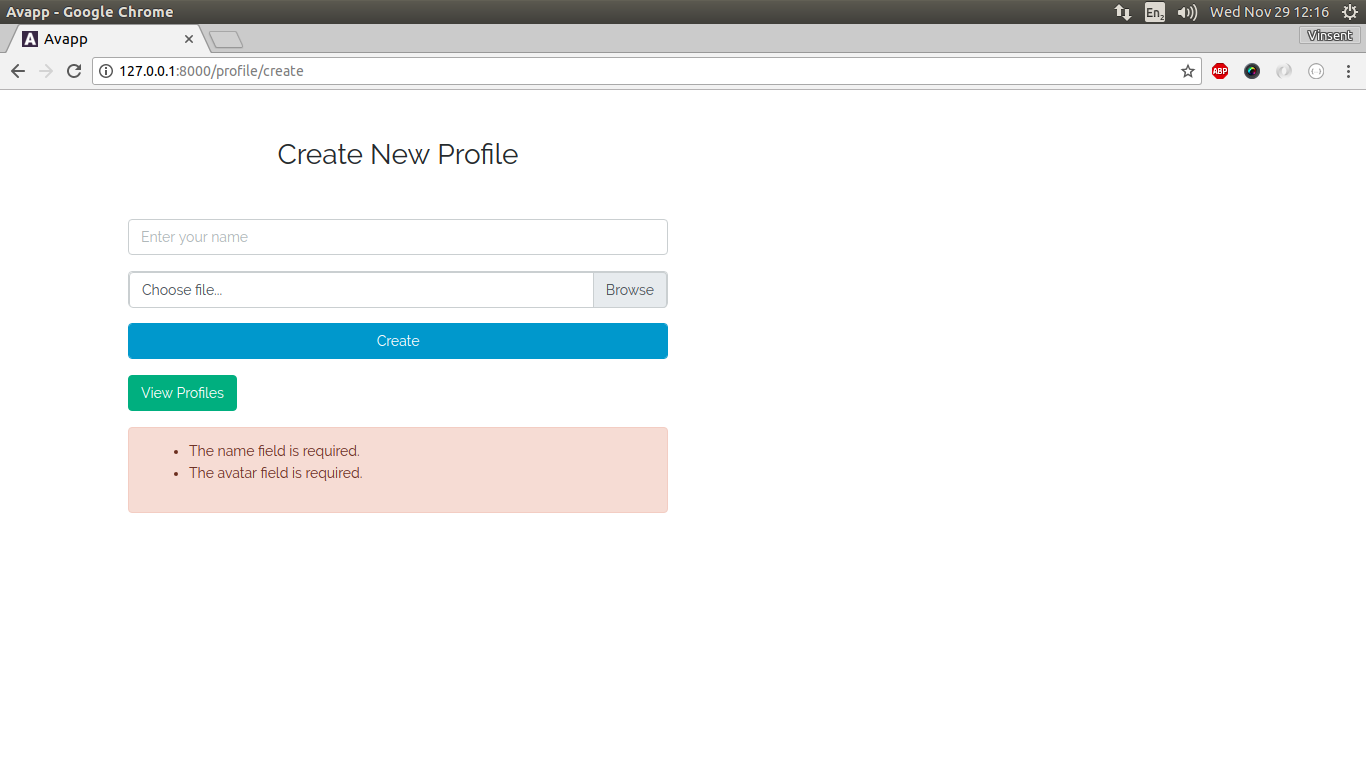 Avapp - Google Chrome
En2 Wed Nov 29 12:16
Avapp
Vinsent
127.0.0.1:8000/profile/create
ABP
Create New Profile
Enter your name
Choose file... Browse
Create
View Profiles
The name field is required.
The avatar field is required.